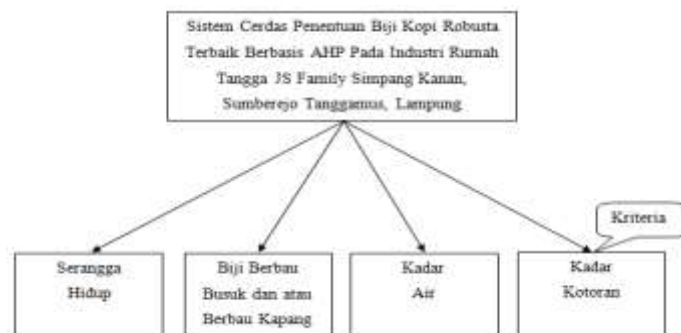 Sistem Cerdas Penentuan Biji Kopi Robusta
Terbaik Berbasis AHP Pada Industri Rumah
Tangga JS Family Simpang Kanan,
Sumberejo Tanggamus, Lampung
Kriteria
Serangga
Hidup
Biji Berbau
Busuk dan atau
Berbau Kapang
Kadar
Air
Kadar
Kotoran